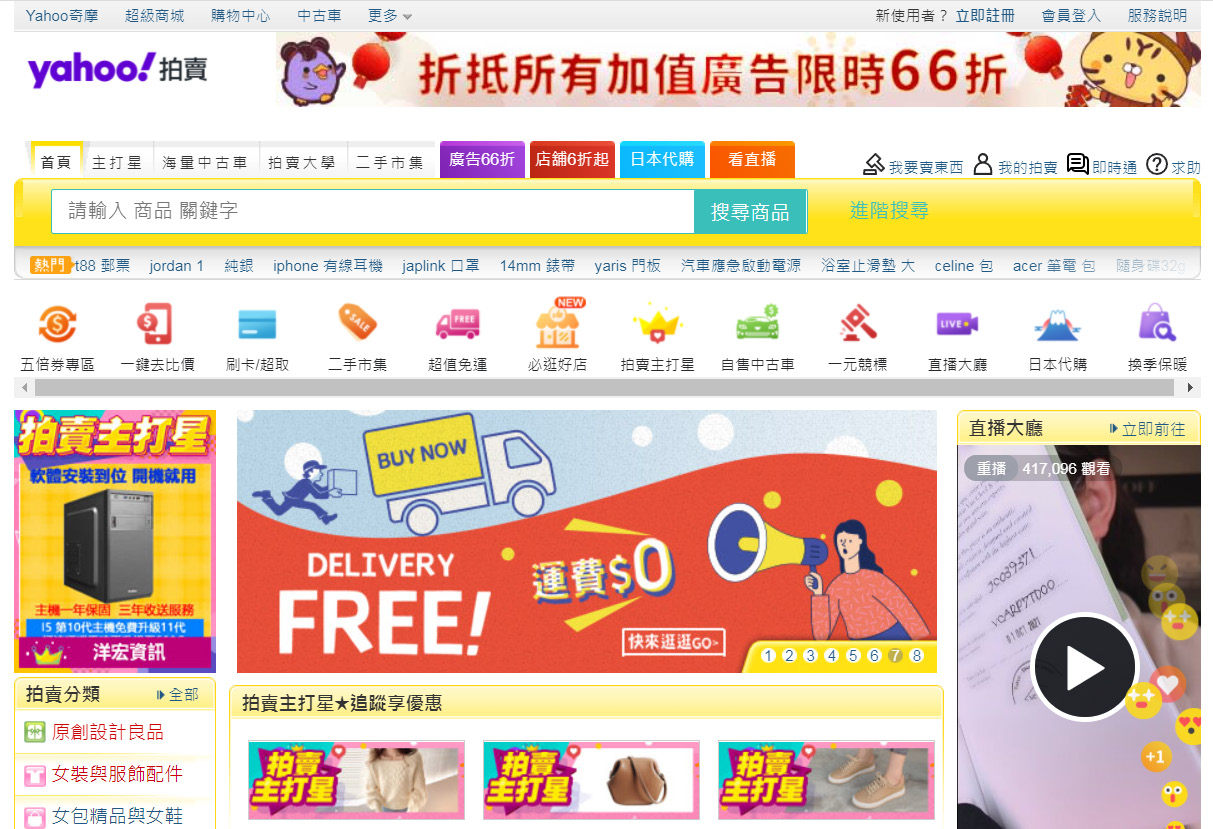 Yahoo奇摩 超級商城 購物中心 中古車 更多 新使用者？ 立即註冊 會員登入 服務說明
yahoo!拍賣
折抵所有加值廣告限時66折
首頁 主打星 海量中古車 拍賣大學 二手市集 廣告66折 店舖6折起 日本代購 看直播 我要賣東西 我的拍賣 即時通 求助
請輸入 商品 關鍵字 搜尋商品 進階搜尋
熱門 t88 郵票 jordan 1 純銀 iphone 有線耳機 japlink 口罩 14mm 錶帶 yaris 門板 汽車應急啟動電源 浴室止滑墊 大 celine 包 acer 筆電 包 隨身碟32g
SALE FREE NEW LIVE
五倍券專區 一鍵去比價 刷卡/超取 二手市集 超值免運 必逛好店 拍賣主打星 自售中古車 一元競標 直播大廳 日本代購 換季保暖
拍賣主打星
軟體安裝到位 開機就用
主機一年保固 三年收送服務
I5 第10代主機免費升級11代
洋宏資訊
BUY NOW
DELIVERY
FREE!
運費$0
快來逛逛GO>
1 2 3 4 5 6 7 8
直播大廳 立即前往
重播 417,096 觀看
30039371
VCARF7TD00
01 OCT 2021
+1
拍賣分類 全部
原創設計良品
女裝與服飾配件
女包精品與女鞋
拍賣主打星★追蹤享優惠
拍賣主打星 拍賣主打星 拍賣主打星